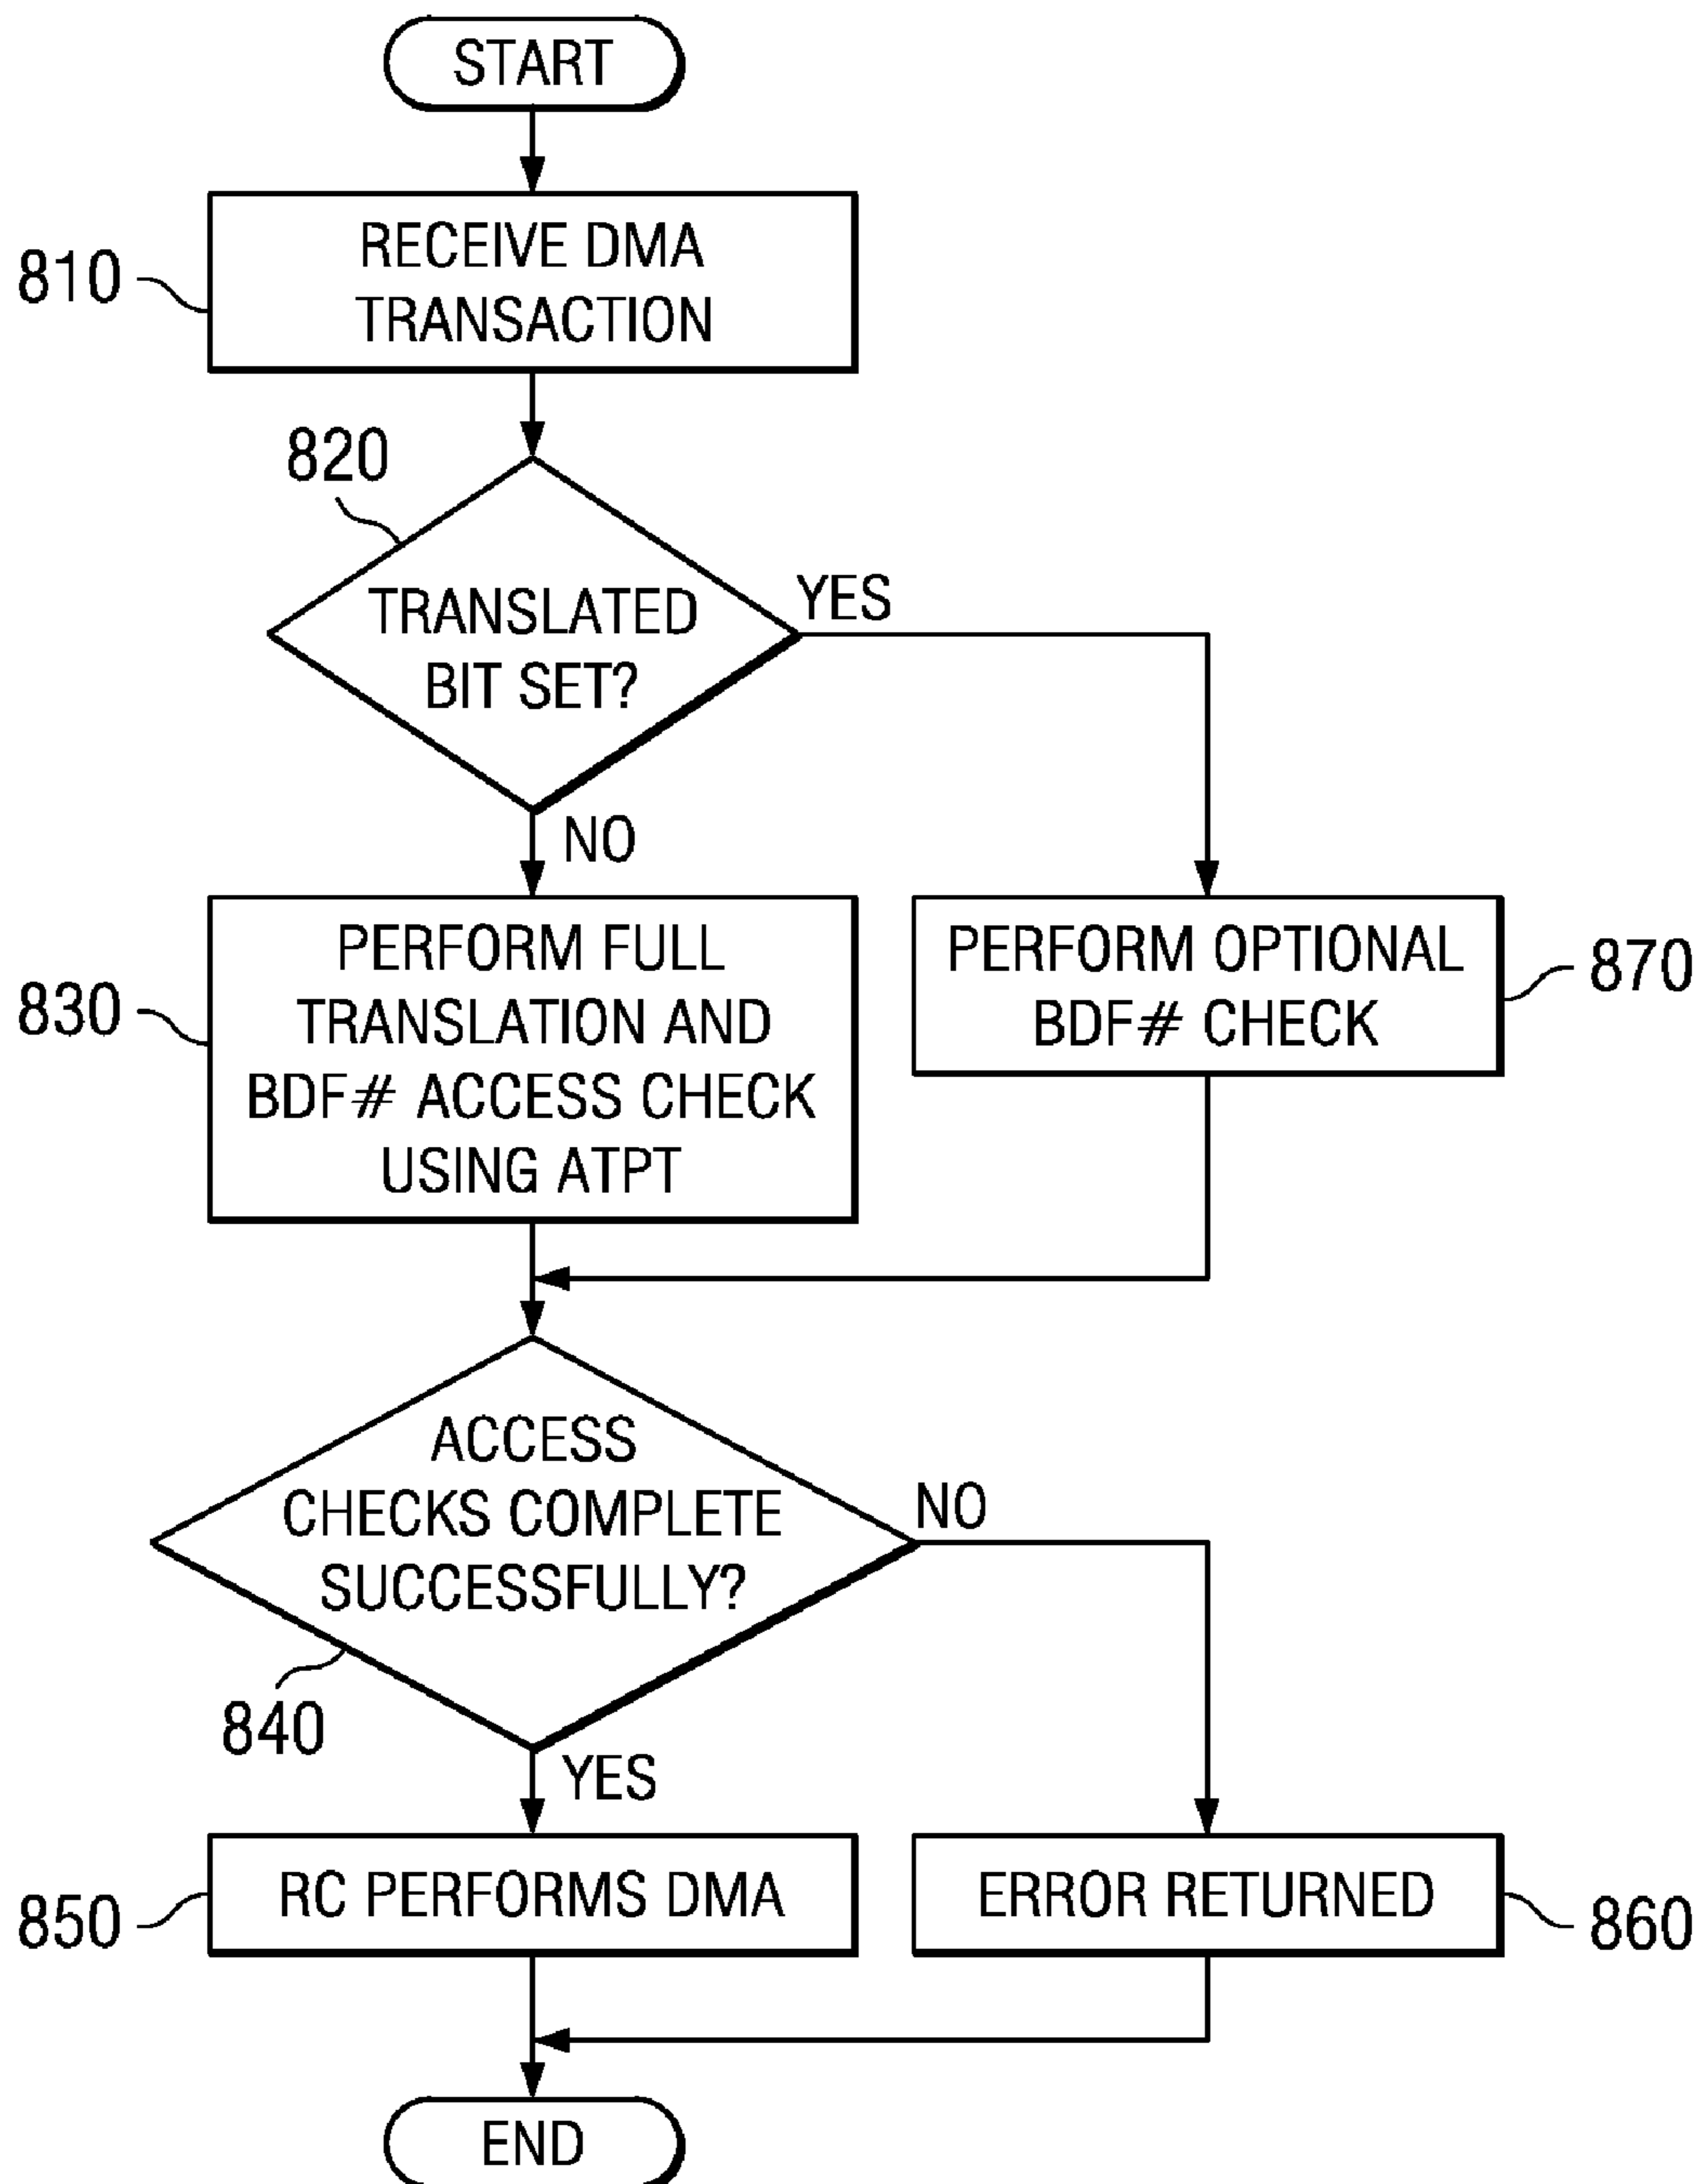 START
RECEIVE DMA
TRANSACTION
810
820
TRANSLATED
BIT SET?
YES
NO
PERFORM FULL
TRANSLATION AND
BDF# ACCESS CHECK
USING ATPT
830
PERFORM OPTIONAL
BDF# CHECK
870
ACCESS
CHECKS COMPLETE
SUCCESSFULLY?
NO
840
YES
RC PERFORMS DMA
850
ERROR RETURNED
860
END